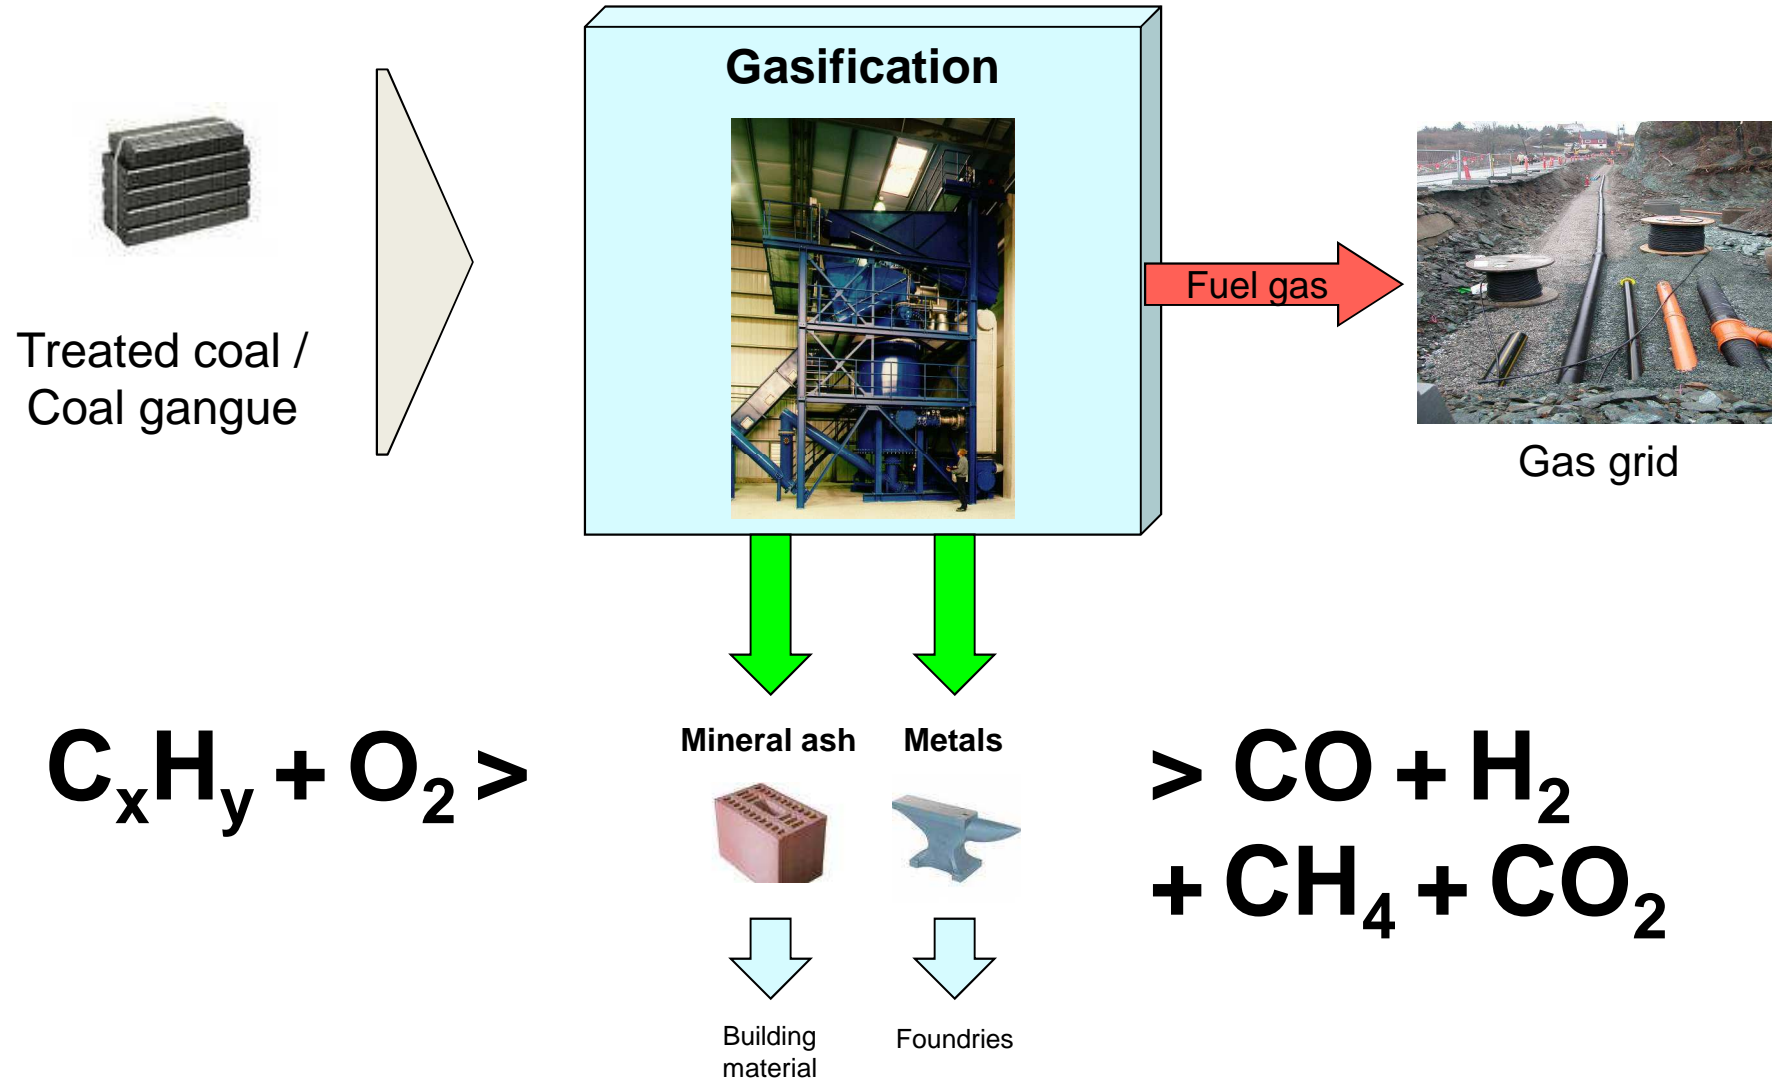 Gasification
Treated coal /
Coal gangue
Fuel gas
Gas grid
Mineral ash
Metals
CₓHᵧ + O₂ >
> CO + H₂
+ CH₄ + CO₂
Building
material
Foundries